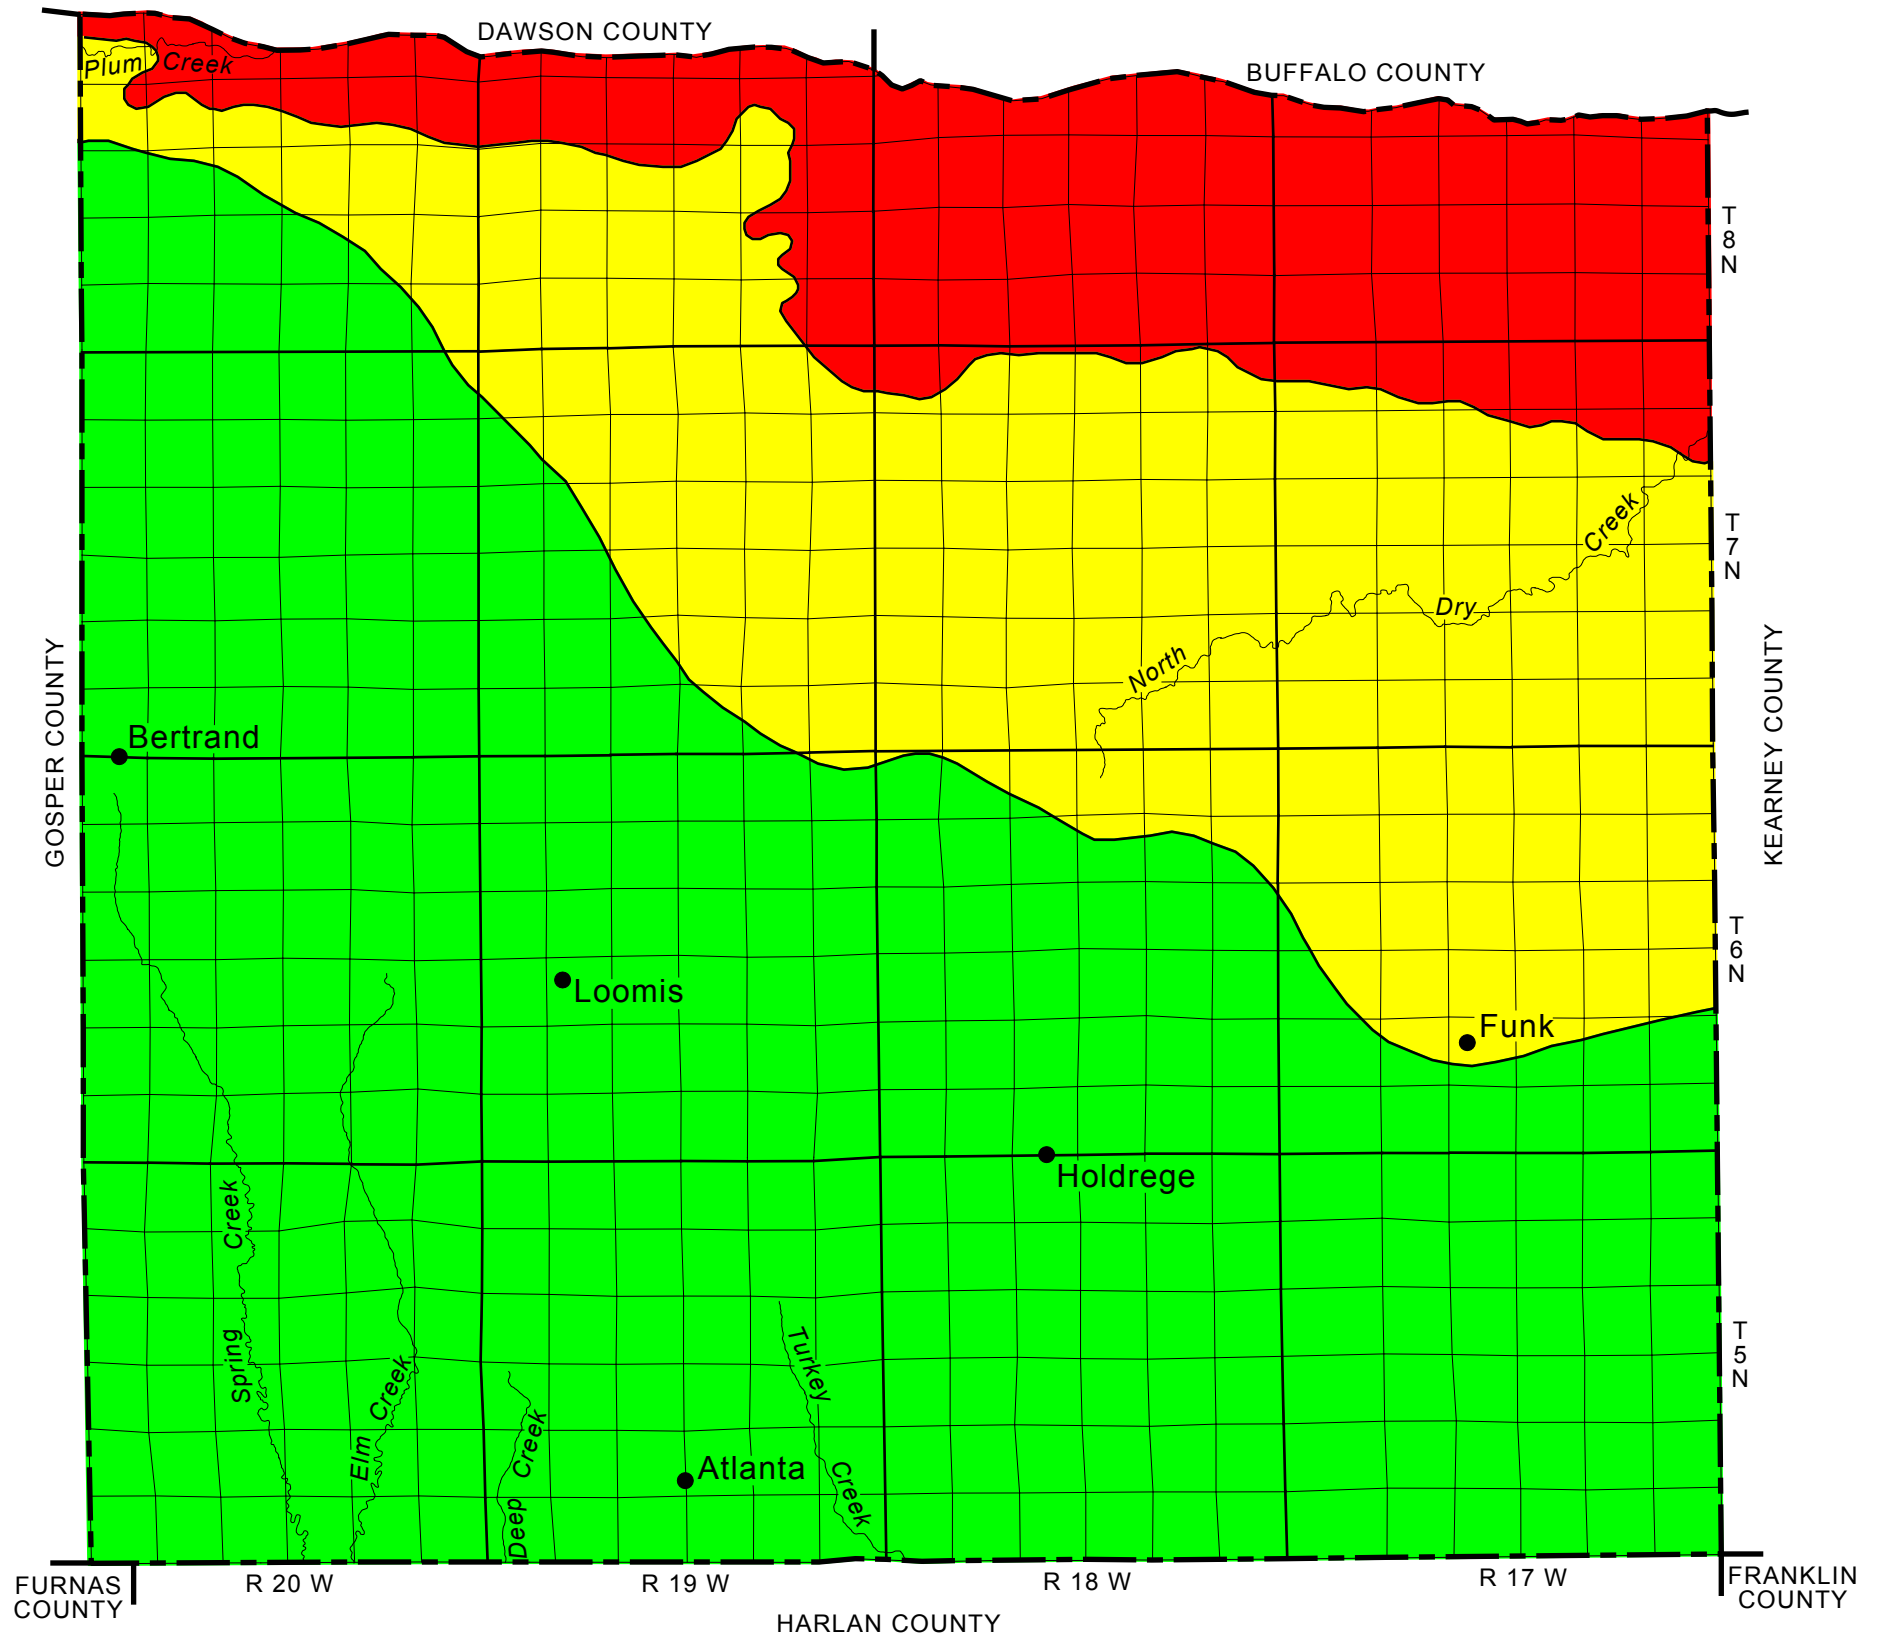 DAWSON COUNTY
BUFFALO COUNTY
Plum Creek
T
8
N
T
7
N
Creek
Dry
North
GOSPER COUNTY
KEARNEY COUNTY
Bertrand
T
6
N
Loomis
Funk
Holdrege
Spring Creek
Elm Creek
Deep Creek
Turkey Creek
T
5
N
Atlanta
FURNAS
COUNTY
R 20 W
R 19 W
R 18 W
R 17 W
FRANKLIN
COUNTY
HARLAN COUNTY